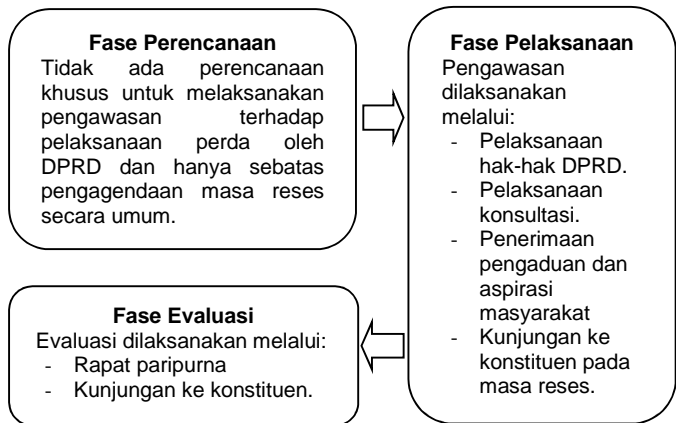 Fase Perencanaan
Tidak ada perencanaan
khusus untuk melaksanakan
pengawasan terhadap
pelaksanaan perda oleh
DPRD dan hanya sebatas
pengagendaan masa reses
secara umum.
Fase Pelaksanaan
Pengawasan
dilaksanakan
melalui:
- Pelaksanaan
hak-hak DPRD.
- Pelaksanaan
konsultasi.
- Penerimaan
pengaduan dan
aspirasi
masyarakat
- Kunjungan ke
konstituen pada
masa reses.
Fase Evaluasi
Evaluasi dilaksanakan melalui:
- Rapat paripurna
- Kunjungan ke konstituen.